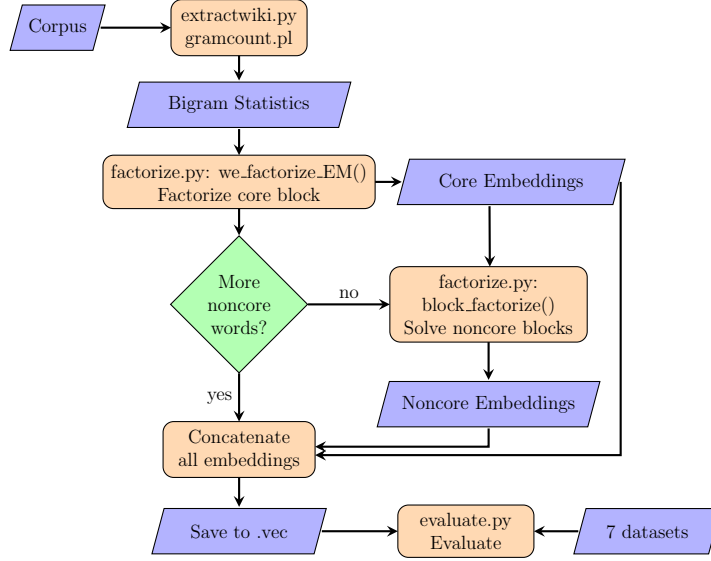 Corpus
extractwiki.py
gramcount.pl
Bigram Statistics
factorize.py: we_factorize_EM()
Factorize core block
Core Embeddings
More
noncore
words?
no
factorize.py:
block_factorize()
Solve noncore blocks
yes
Noncore Embeddings
Concatenate
all embeddings
Save to .vec
evaluate.py
Evaluate
7 datasets